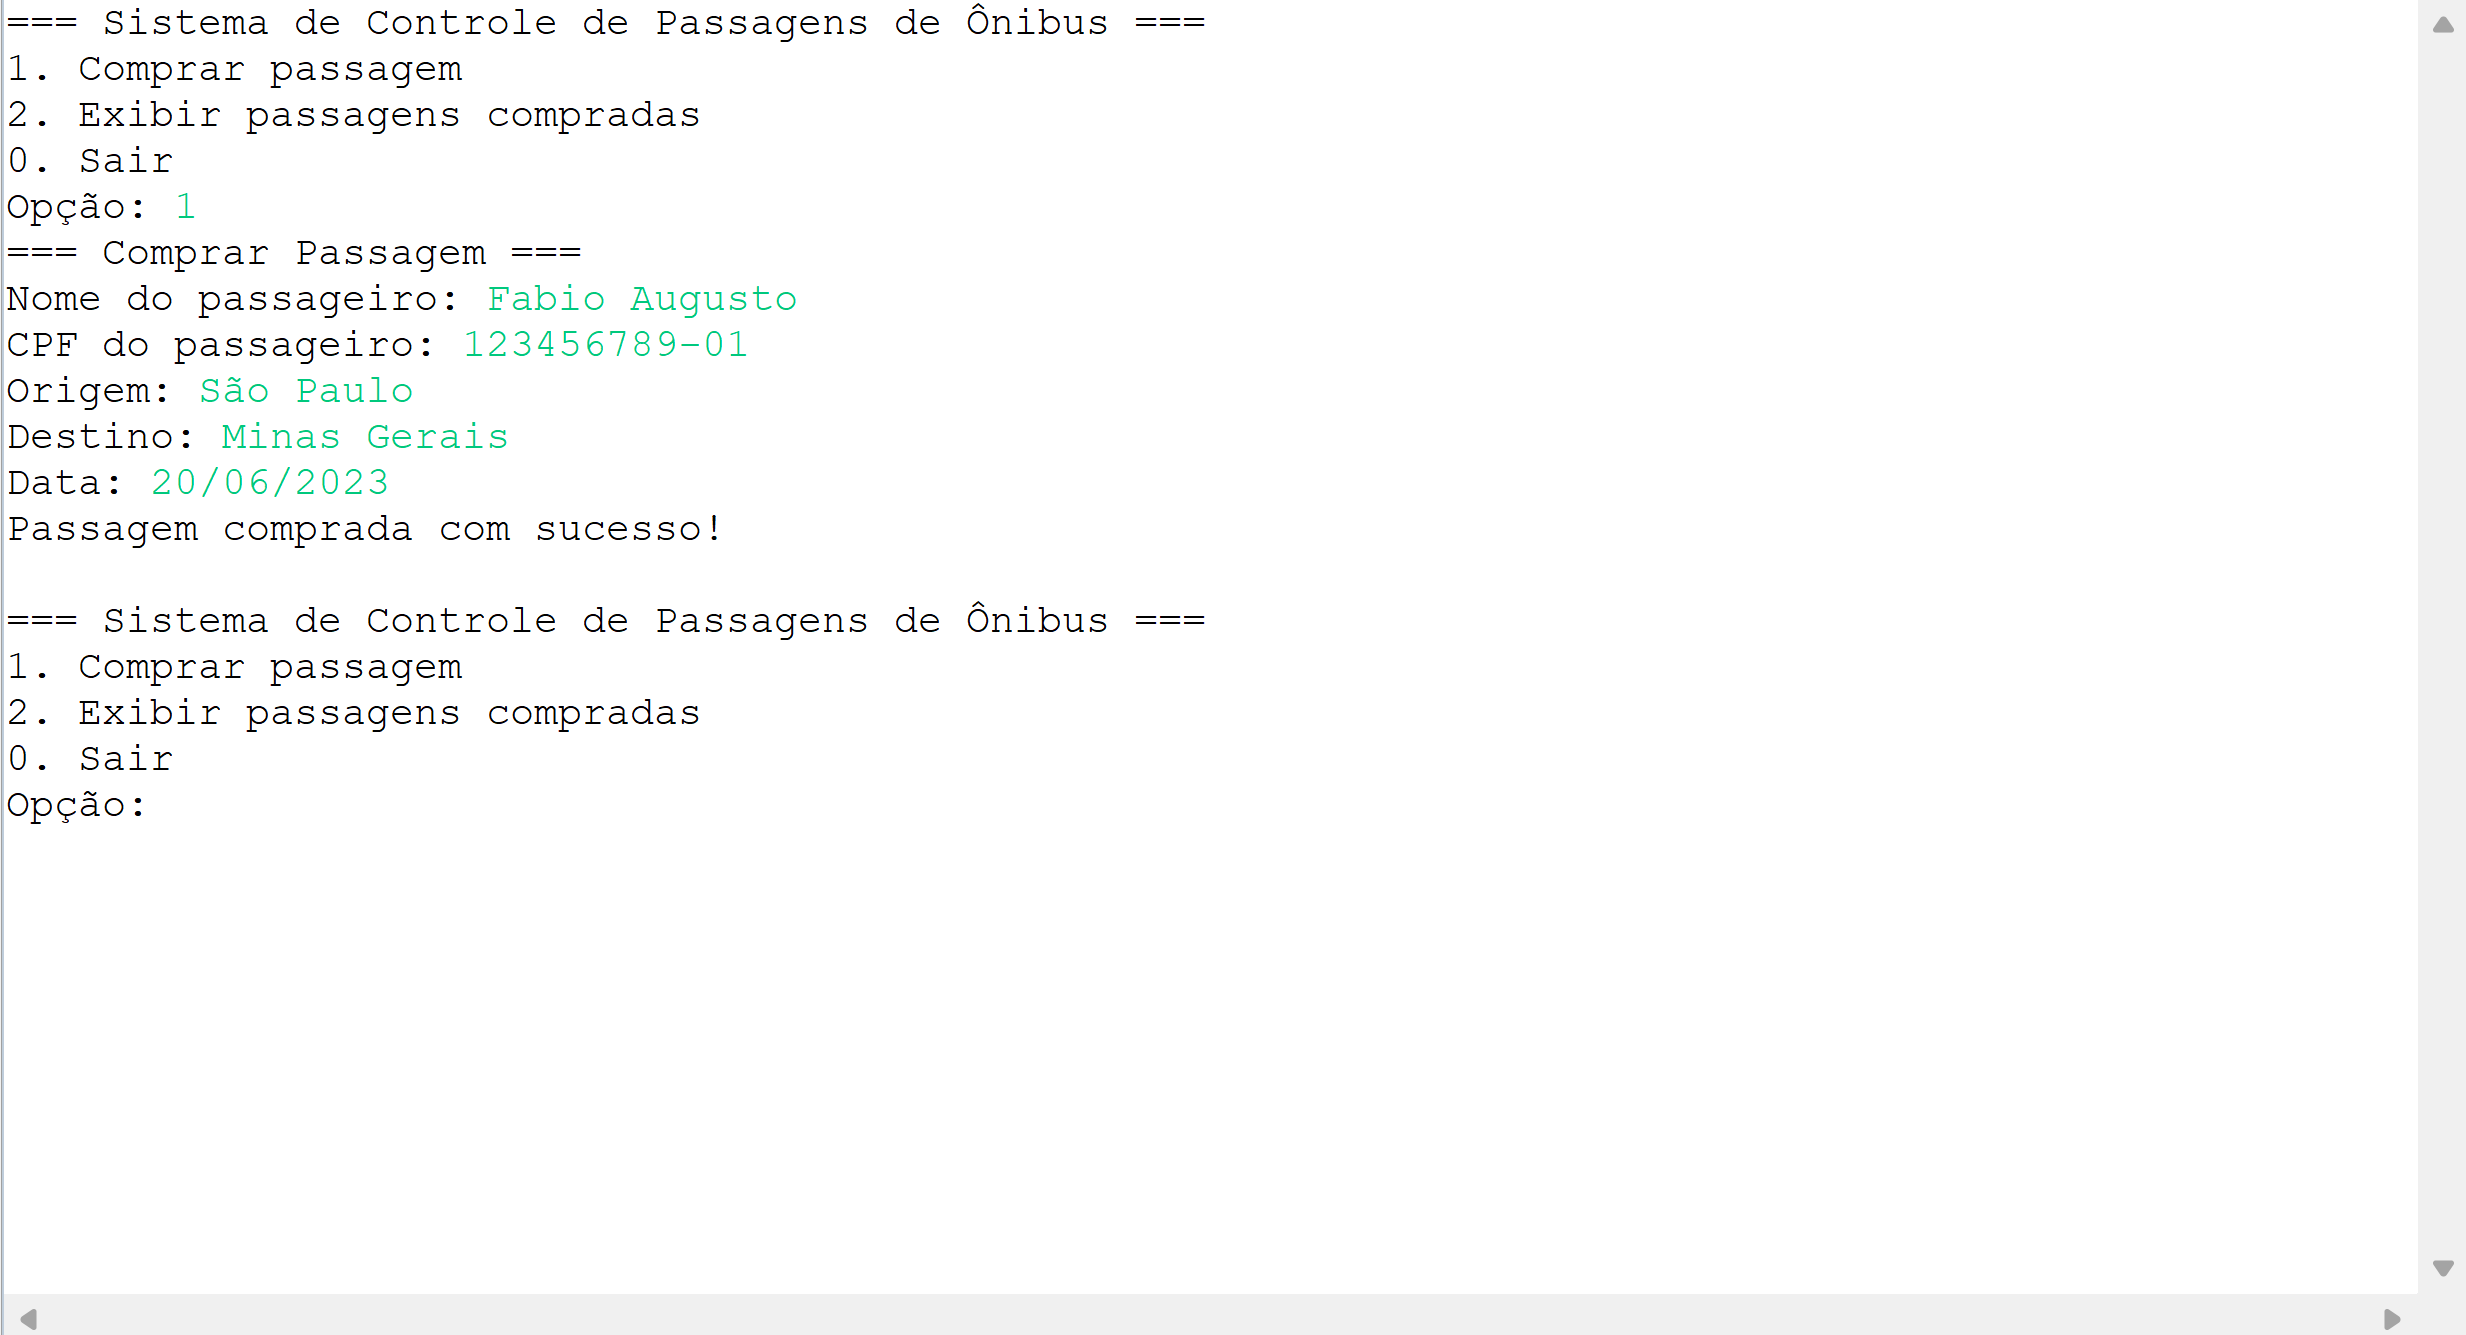 === Sistema de Controle de Passagens de Ônibus ===
1. Comprar passagem
2. Exibir passagens compradas
0. Sair
Opção: 1
=== Comprar Passagem ===
Nome do passageiro: Fabio Augusto
CPF do passageiro: 123456789-01
Origem: São Paulo
Destino: Minas Gerais
Data: 20/06/2023
Passagem comprada com sucesso!

=== Sistema de Controle de Passagens de Ônibus ===
1. Comprar passagem
2. Exibir passagens compradas
0. Sair
Opção: